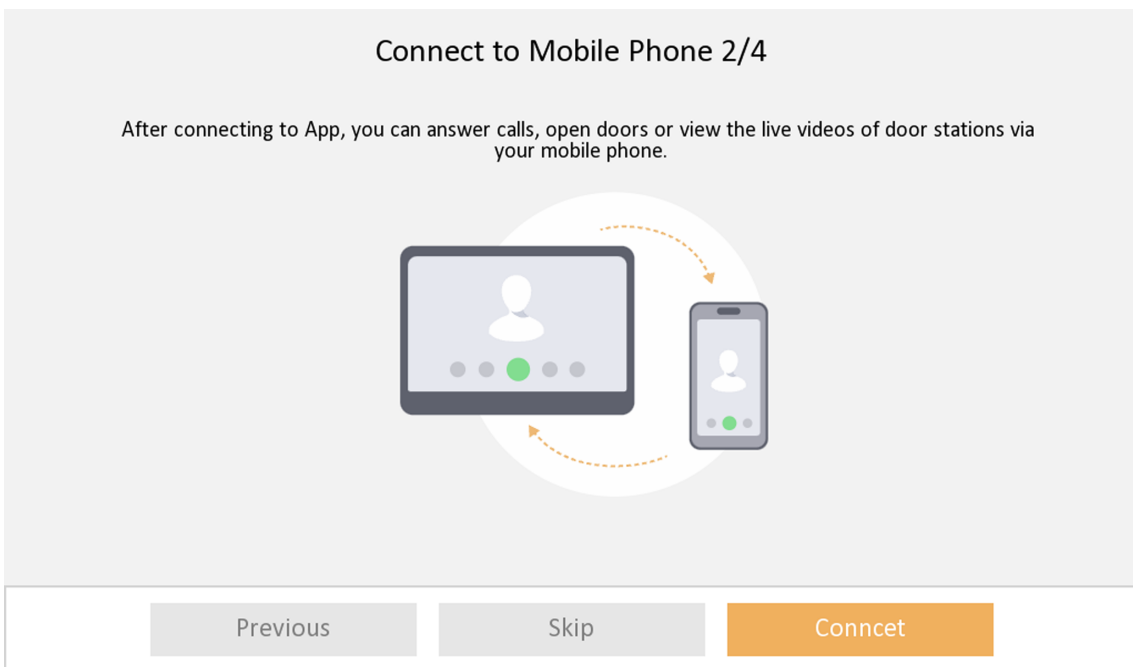 Connect to Mobile Phone 2/4
After connecting to App, you can answer calls, open doors or view the live videos of door stations via
your mobile phone.
Previous
Skip
Conncet